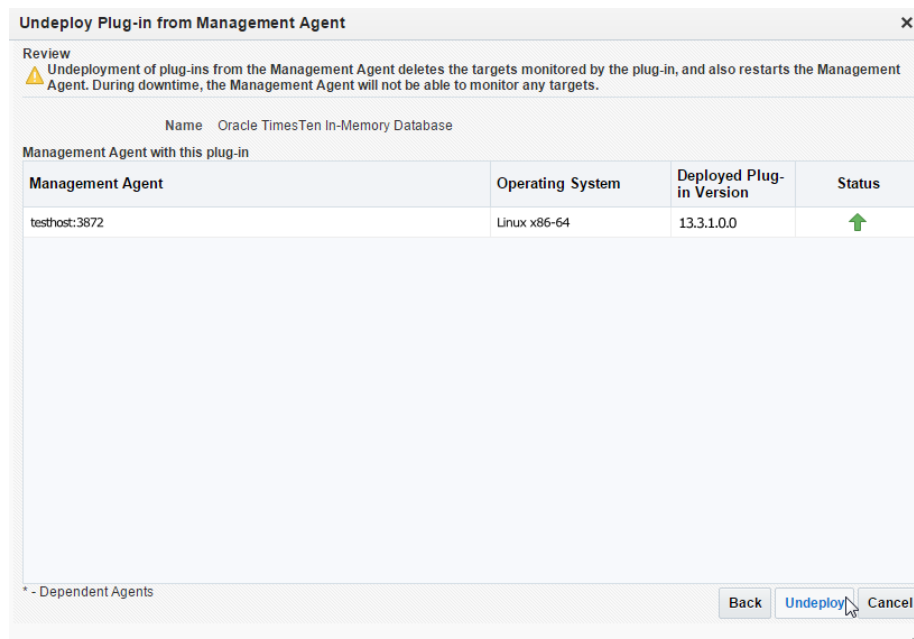 Undeploy Plug-in from Management Agent
Review
Undeployment of plug-ins from the Management Agent deletes the targets monitored by the plug-in, and also restarts the Management
Agent. During downtime, the Management Agent will not be able to monitor any targets.
Name Oracle TimesTen In-Memory Database
Management Agent with this plug-in
Management Agent Operating System Deployed Plug-
in Version Status
testhost:3872 Linux x86-64 13.3.1.0.0
* - Dependent Agents
Back Undeploy Cancel